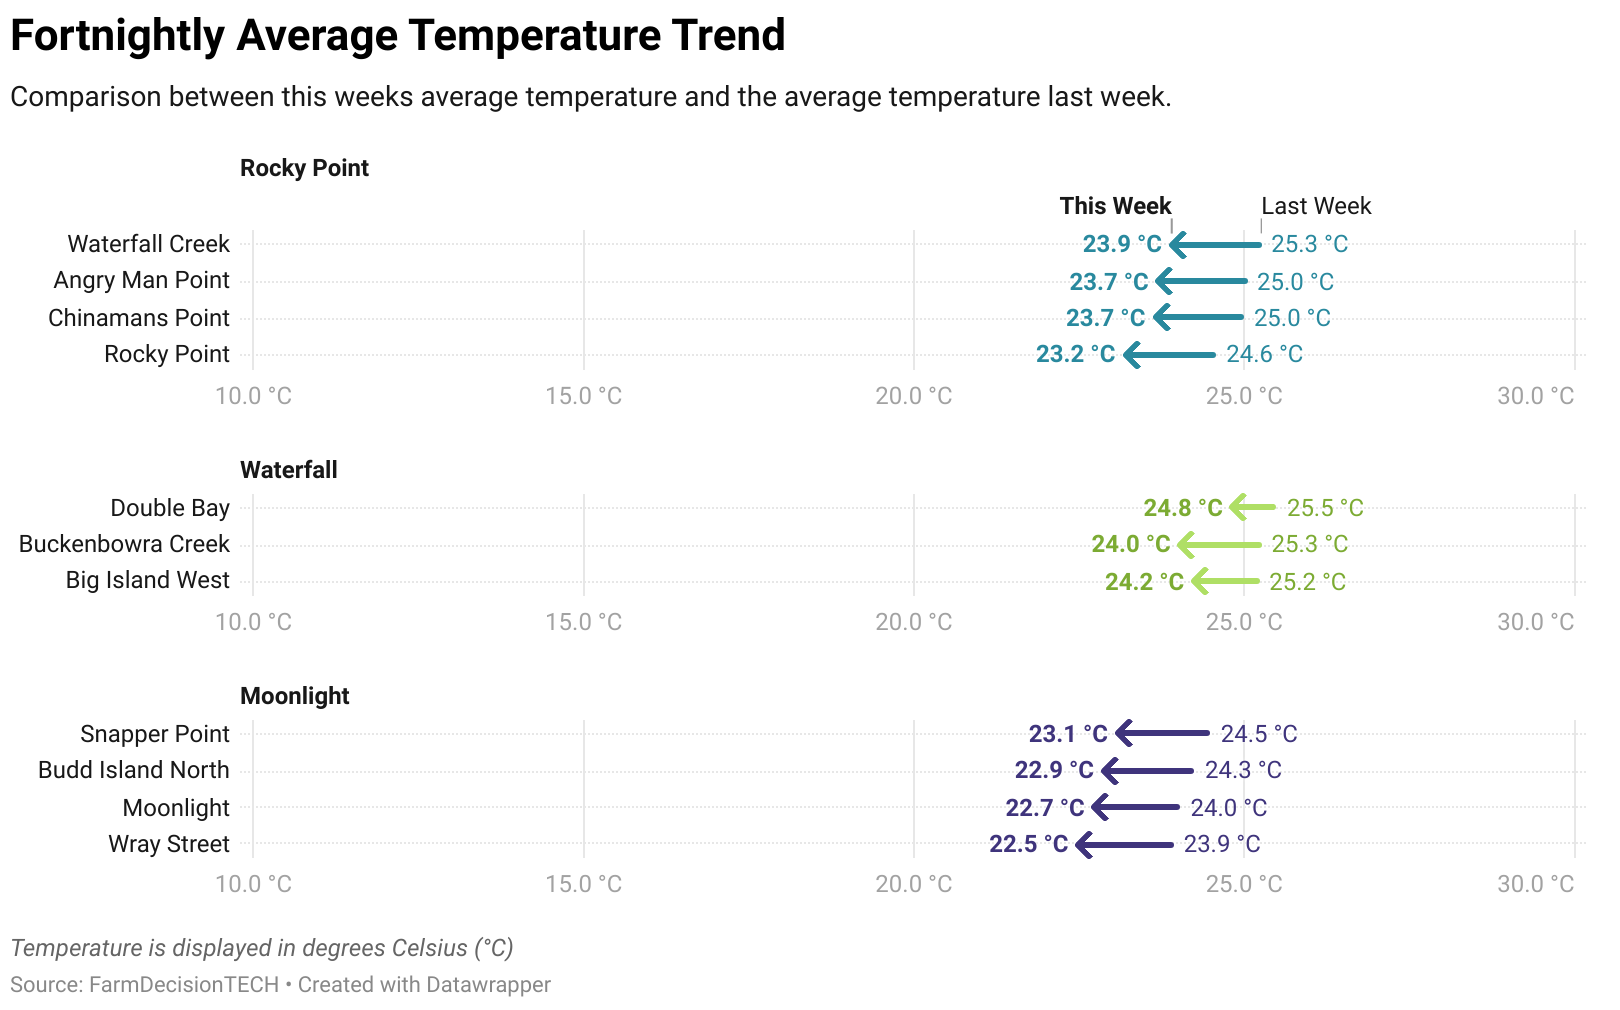 Fortnightly Average Temperature Trend
Comparison between this weeks average temperature and the average temperature last week.
Rocky Point
This Week Last Week
Waterfall Creek 23.9 °C 25.3 °C
Angry Man Point 23.7 °C 25.0 °C
Chinamans Point 23.7 °C 25.0 °C
Rocky Point 23.2 °C 24.6 °C
10.0 °C 15.0 °C 20.0 °C 25.0 °C 30.0 °C
Waterfall
Double Bay 24.8 °C 25.5 °C
Buckenbowra Creek 24.0 °C 25.3 °C
Big Island West 24.2 °C 25.2 °C
10.0 °C 15.0 °C 20.0 °C 25.0 °C 30.0 °C
Moonlight
Snapper Point 23.1 °C 24.5 °C
Budd Island North 22.9 °C 24.3 °C
Moonlight 22.7 °C 24.0 °C
Wray Street 22.5 °C 23.9 °C
10.0 °C 15.0 °C 20.0 °C 25.0 °C 30.0 °C
Temperature is displayed in degrees Celsius (°C)
Source: FarmDecisionTECH • Created with Datawrapper